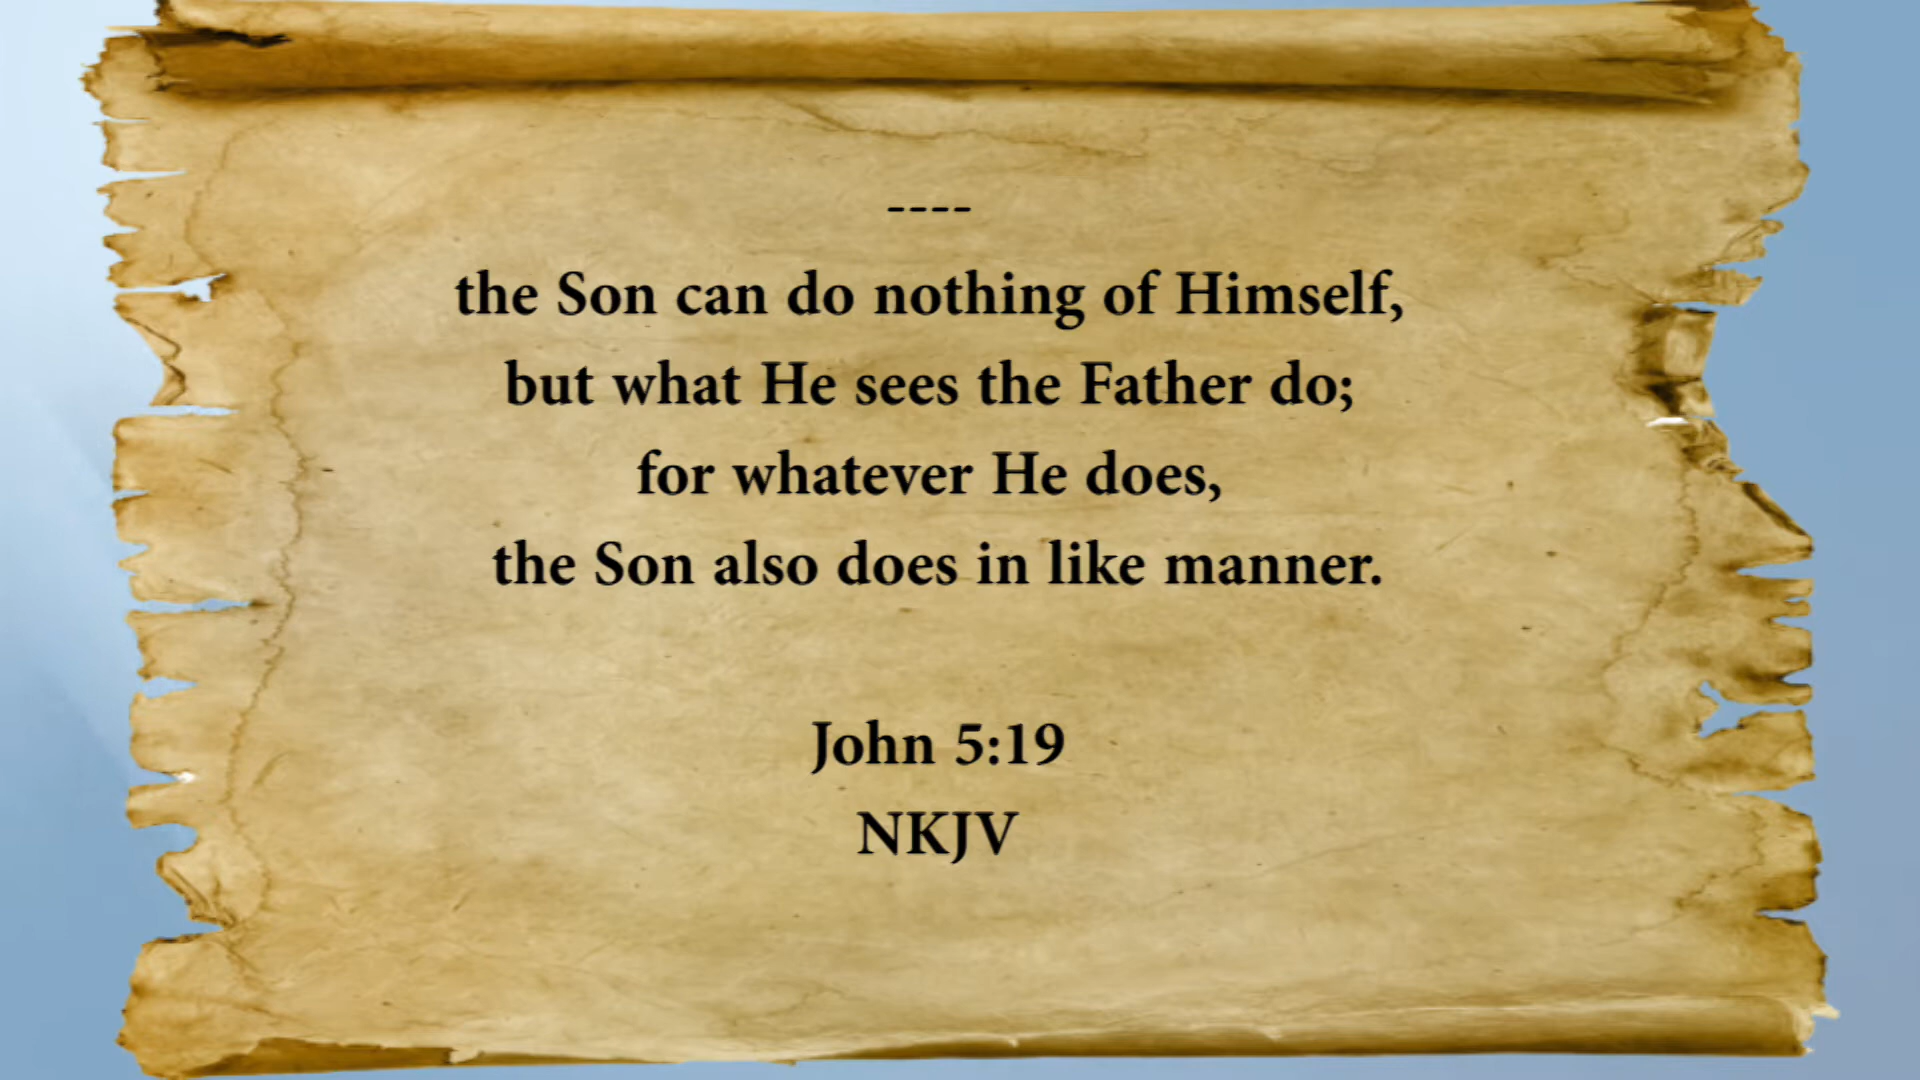 ----
the Son can do nothing of Himself,
but what He sees the Father do;
for whatever He does,
the Son also does in like manner.
John 5:19
NKJV